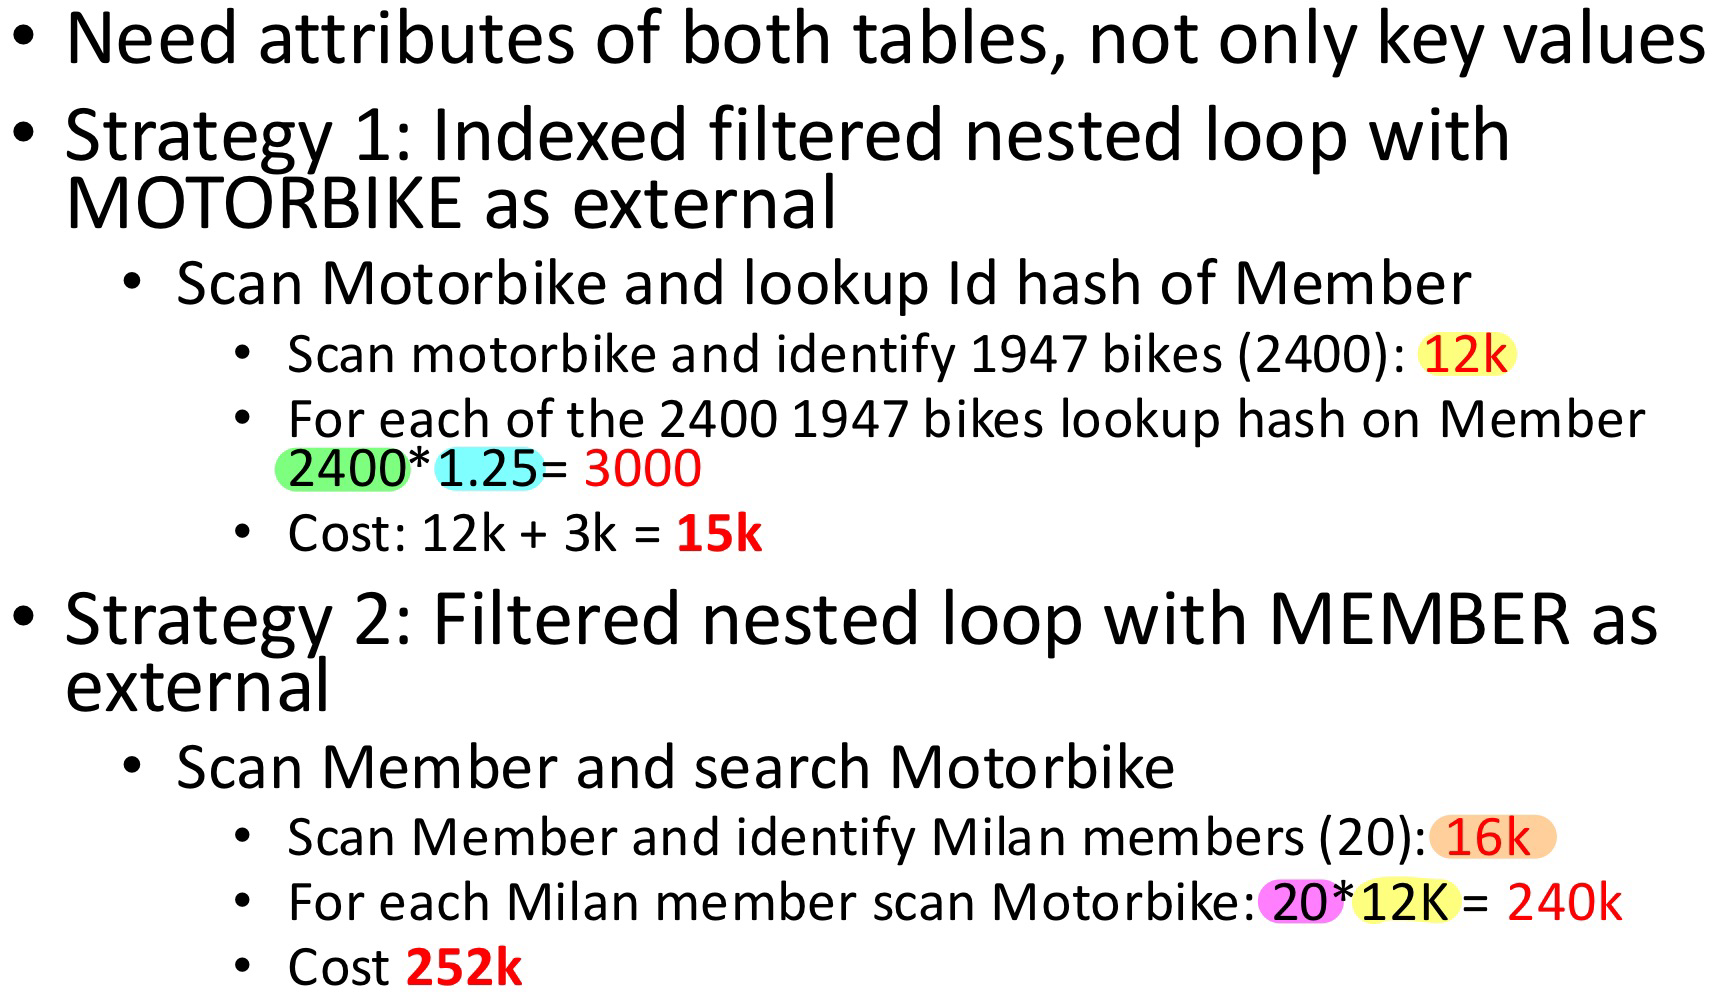 • Need attributes of both tables, not only key values
• Strategy 1: Indexed filtered nested loop with
MOTORBIKE as external
• Scan Motorbike and lookup Id hash of Member
• Scan motorbike and identify 1947 bikes (2400): 12k
• For each of the 2400 1947 bikes lookup hash on Member
2400*1.25= 3000
• Cost: 12k + 3k = 15k
• Strategy 2: Filtered nested loop with MEMBER as
external
• Scan Member and search Motorbike
• Scan Member and identify Milan members (20): 16k
• For each Milan member scan Motorbike: 20*12K = 240k
• Cost 252k